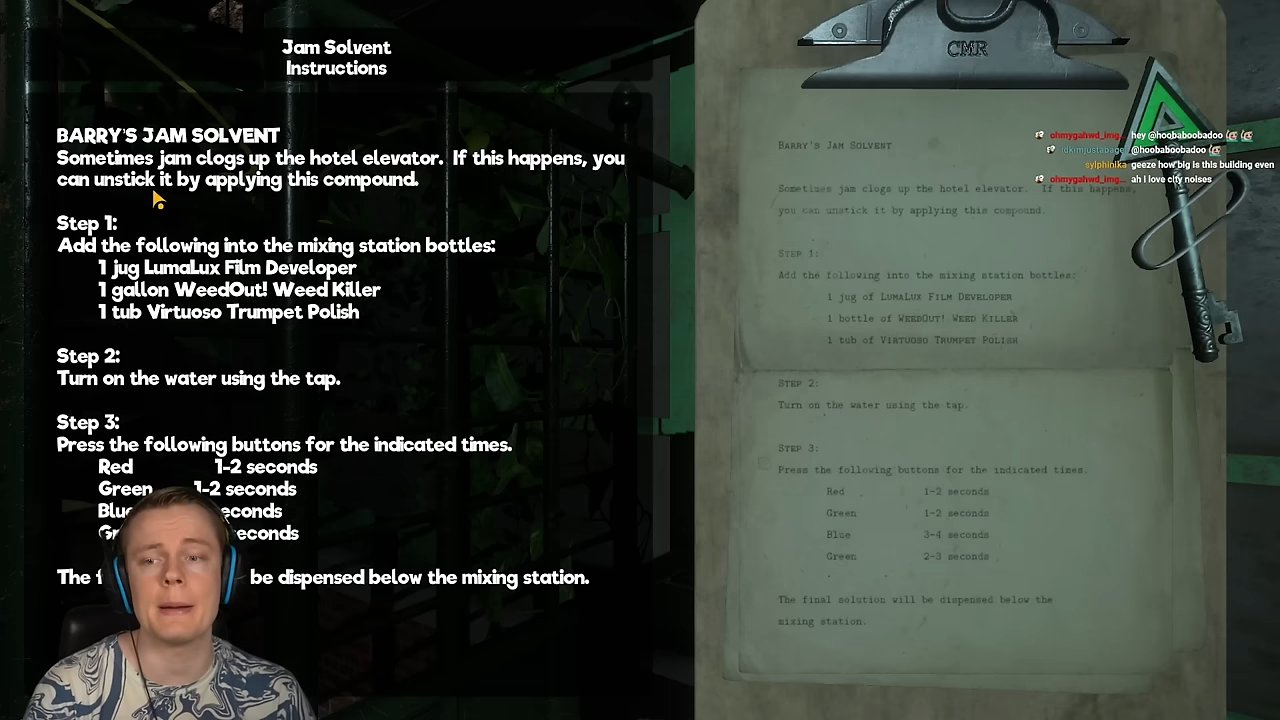 Jam Solvent
Instructions
BARRY'S JAM SOLVENT
Sometimes jam clogs up the hotel elevator. If this happens, you
can unstick it by applying this compound.
Step 1:
Add the following into the mixing station bottles:
1 jug LumaLux Film Developer
1 gallon WeedOut! Weed Killer
1 tub Virtuoso Trumpet Polish
Step 2:
Turn on the water using the tap.
Step 3:
Press the following buttons for the indicated times.
Red 1-2 seconds
Green 1-2 seconds
The be dispensed below the mixing station.
CMR
BARRY'S JAM SOLVENT
Sometimes jam clogs up the hotel elevator. If this happens,
you can unstick it by applying this compound.
STEP 1:
Add the following into the mixing station bottles:
1 jug of LUMALUX FILM DEVELOPER
1 bottle of WEEDOUT! WEED KILLER
1 tub of VIRTUOSO TRUMPET POLISH
STEP 2:
Turn on the water using the tap.
STEP 3:
Press the following buttons for the indicated times.
Red 1-2 seconds
Green 1-2 seconds
Blue 3-4 seconds
Green 2-3 seconds
The final solution will be dispensed below the
mixing station.
ohmygahwd_img... hey @hoobaboobadoo
idkimjustabage @hoobaboobadoo
sylphinika geeze how big is this building even
ohmygahwd_img... ah i love city noises